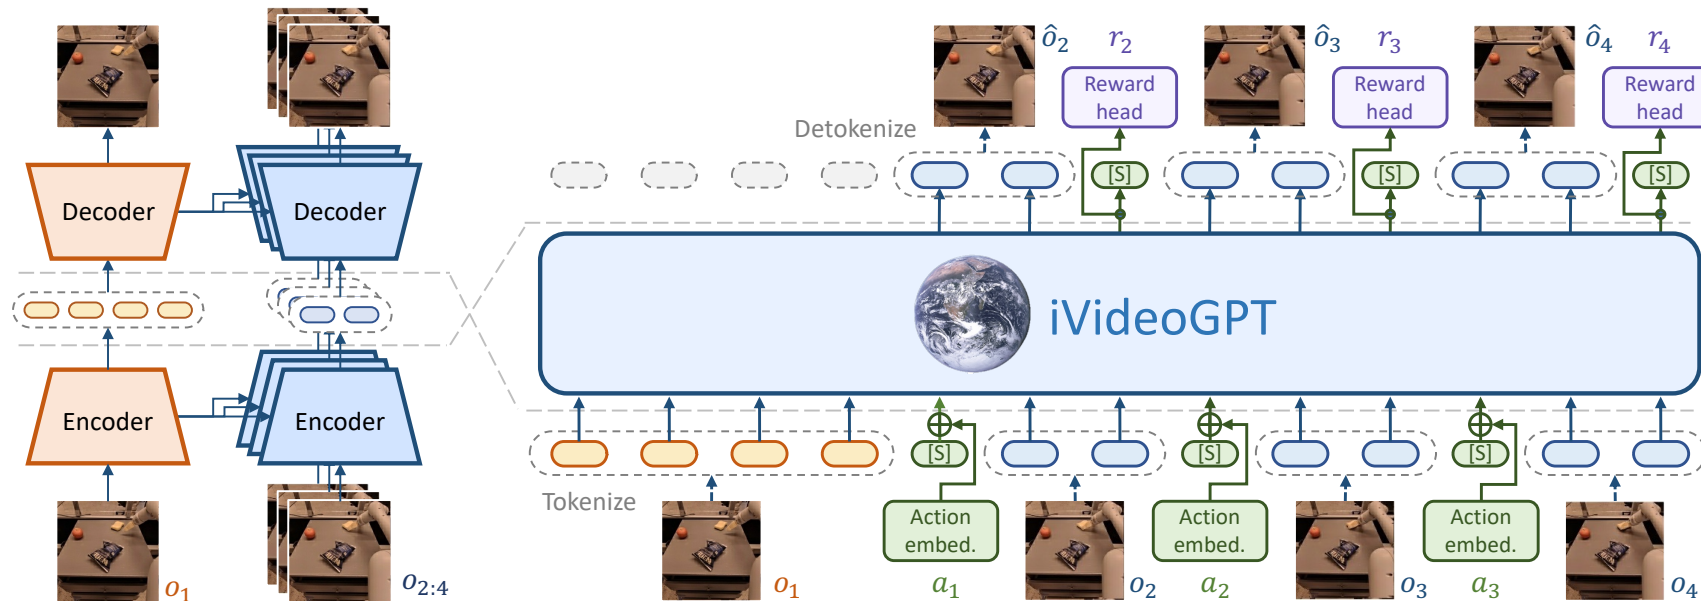 ô₂ r₂ ô₃ r₃ ô₄ r₄
Reward head
Reward head
Reward head
Detokenize
[S] [S] [S]
Decoder
Decoder
iVideoGPT
Encoder
Encoder
[S] [S] [S]
Tokenize
Action embed.
Action embed.
Action embed.
o₁
o₂:₄
o₁ a₁ o₂ a₂ o₃ a₃ o₄